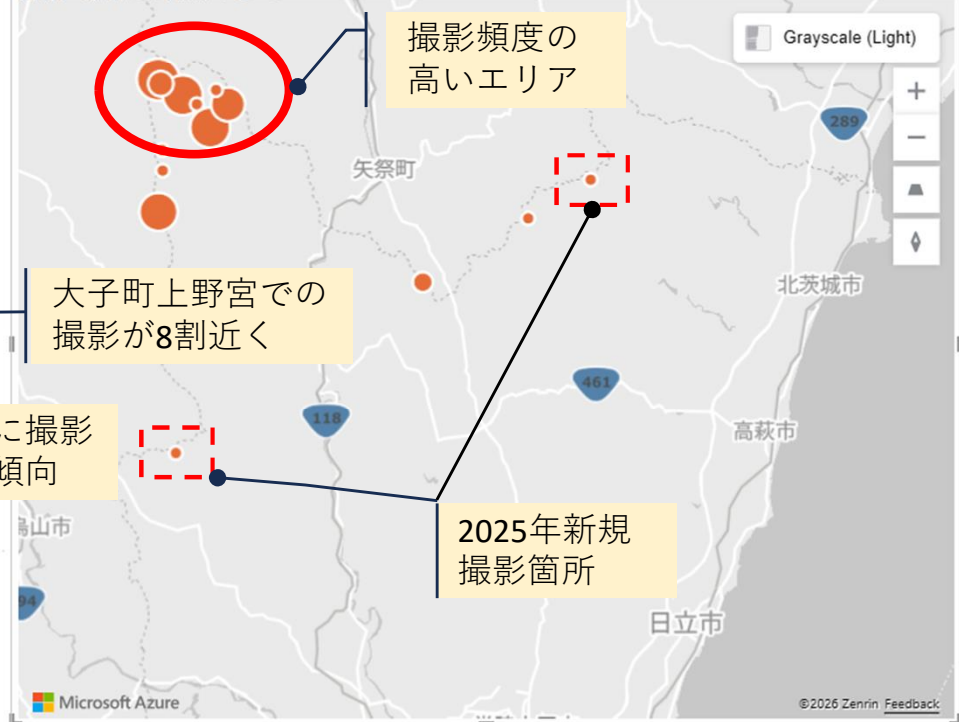 撮影頻度の
高いエリア
Grayscale (Light)
289
矢祭町
大子町上野宮での
撮影が8割近く
北茨城市
461
118
高萩市
に撮影
傾向
烏山市
2025年新規
撮影箇所
94
日立市
Microsoft Azure
©2026 Zenrin Feedback